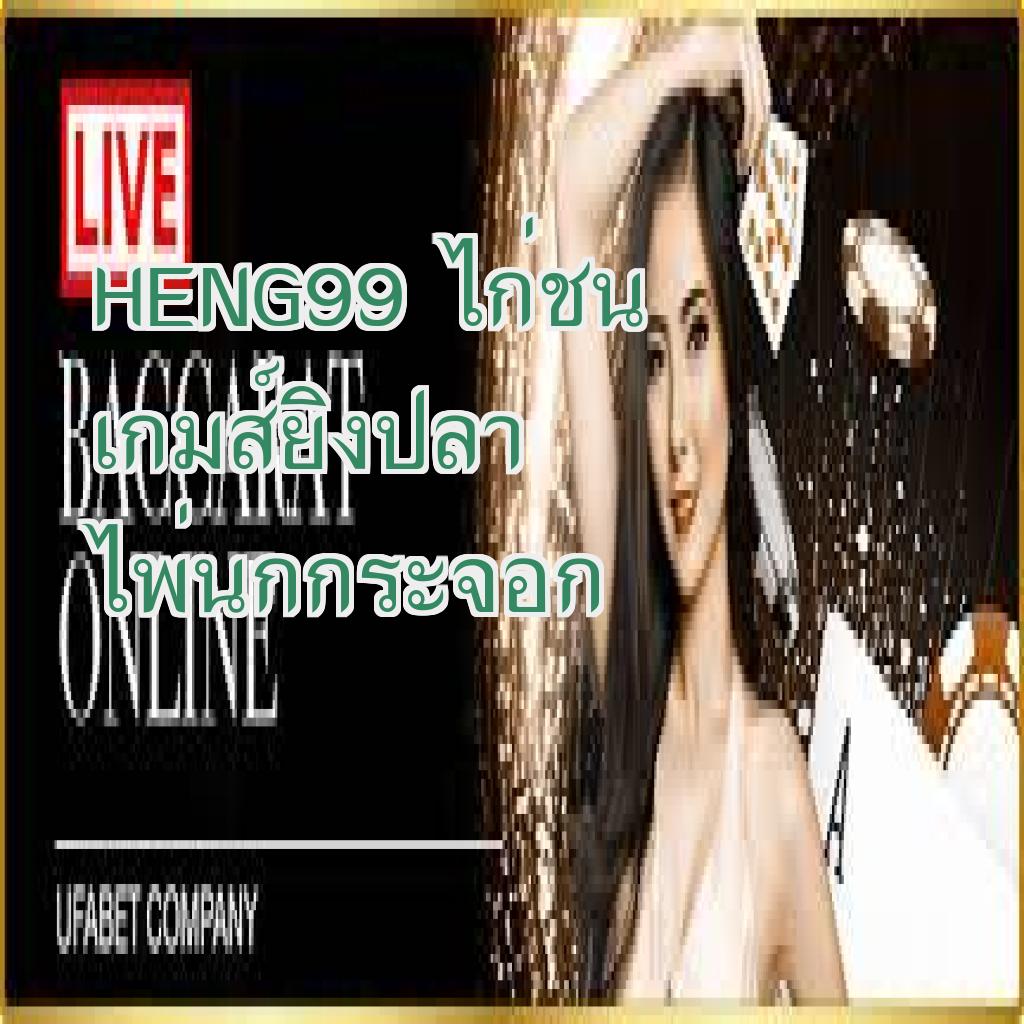 LIVE
HENG99 ไก่ชน
BACCARAT
เกมส์ยิงปลา
ไพ่นกกระจอก
ONLINE
A
UFABET COMPANY